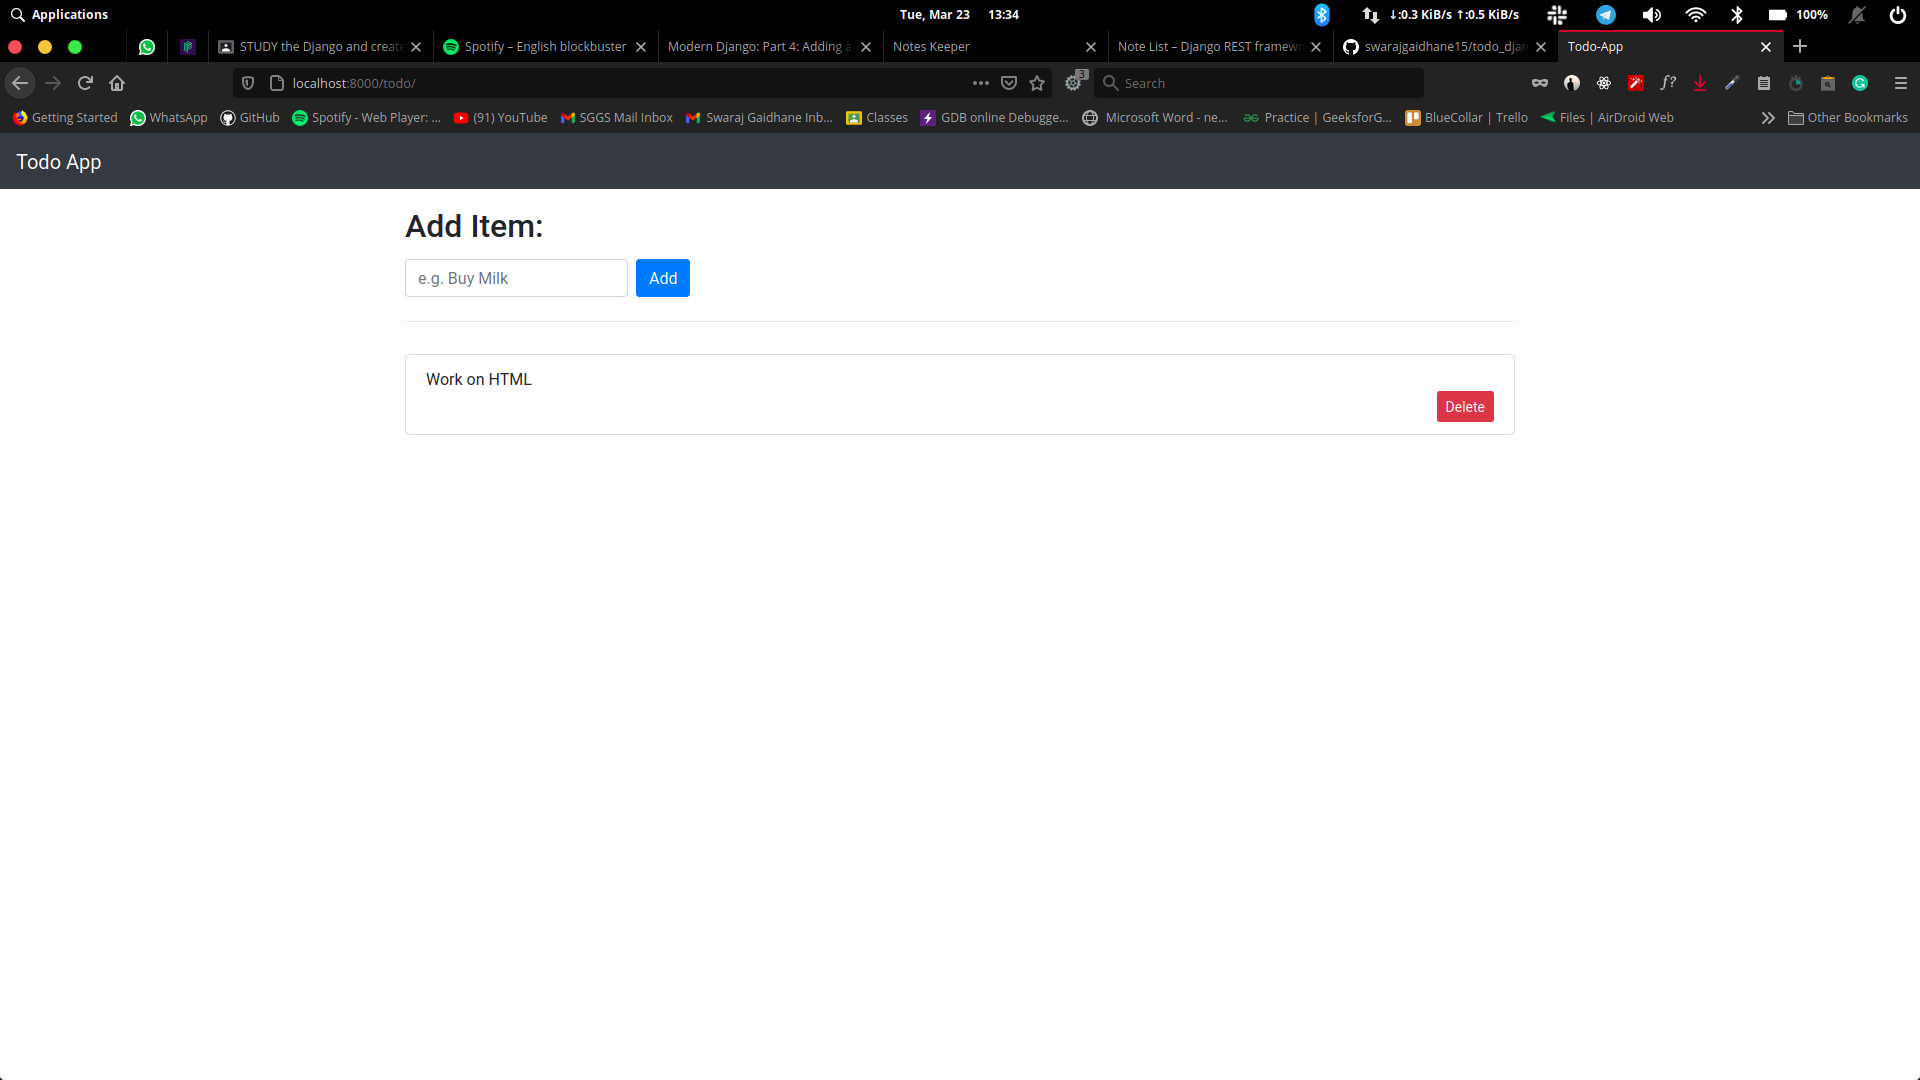 Applications Tue, Mar 23 13:34 ↓:0.3 KiB/s ↑:0.5 KiB/s 100%
STUDY the Django and create Spotify – English blockbuster Modern Django: Part 4: Adding a Notes Keeper Note List – Django REST framewo swarajgaidhane15/todo_djan Todo-App
localhost:8000/todo/ 3 Search f?
Getting Started WhatsApp GitHub Spotify - Web Player: ... (91) YouTube SGGS Mail Inbox Swaraj Gaidhane Inb... Classes GDB online Debugge... Microsoft Word - ne... Practice | GeeksforG... BlueCollar | Trello Files | AirDroid Web Other Bookmarks
Todo App
Add Item:
e.g. Buy Milk Add
Work on HTML
Delete